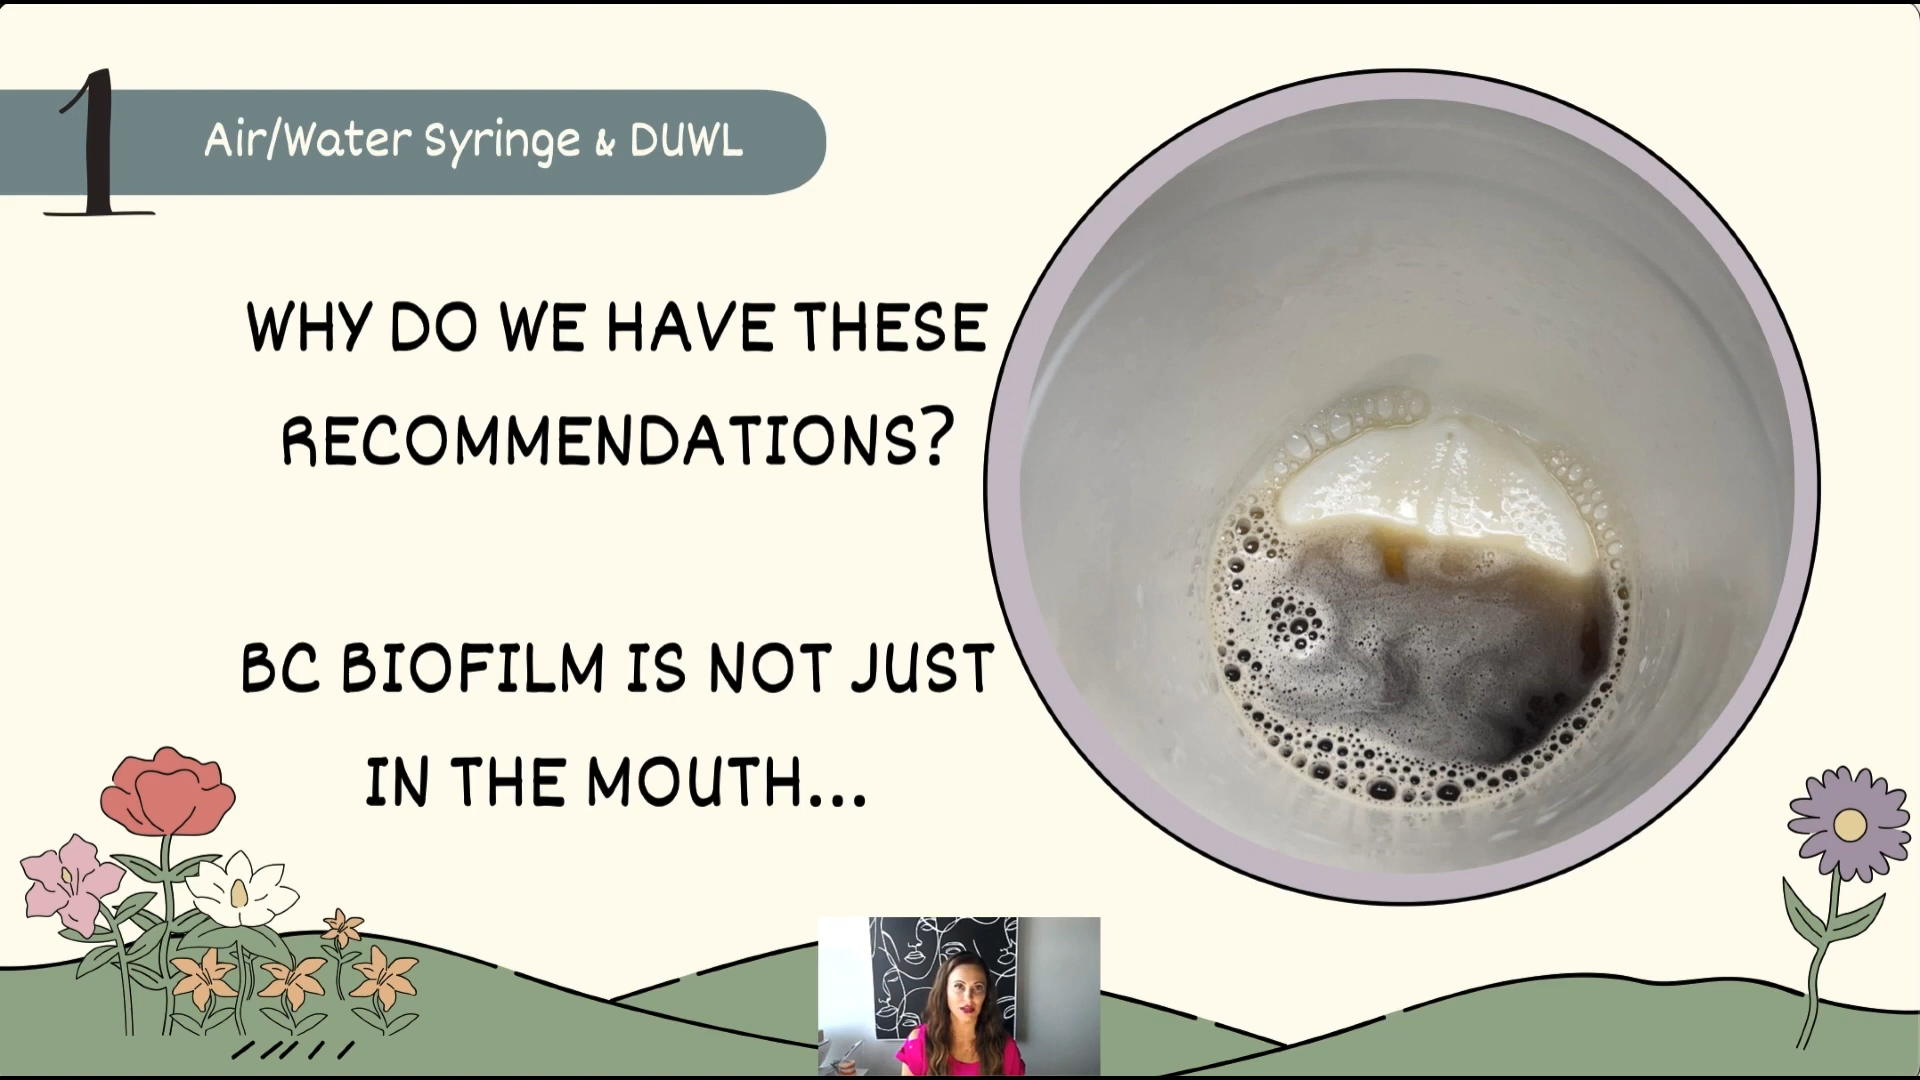 1
Air/Water Syringe & DUWL
WHY DO WE HAVE THESE
RECOMMENDATIONS?
BC BIOFILM IS NOT JUST
IN THE MOUTH...